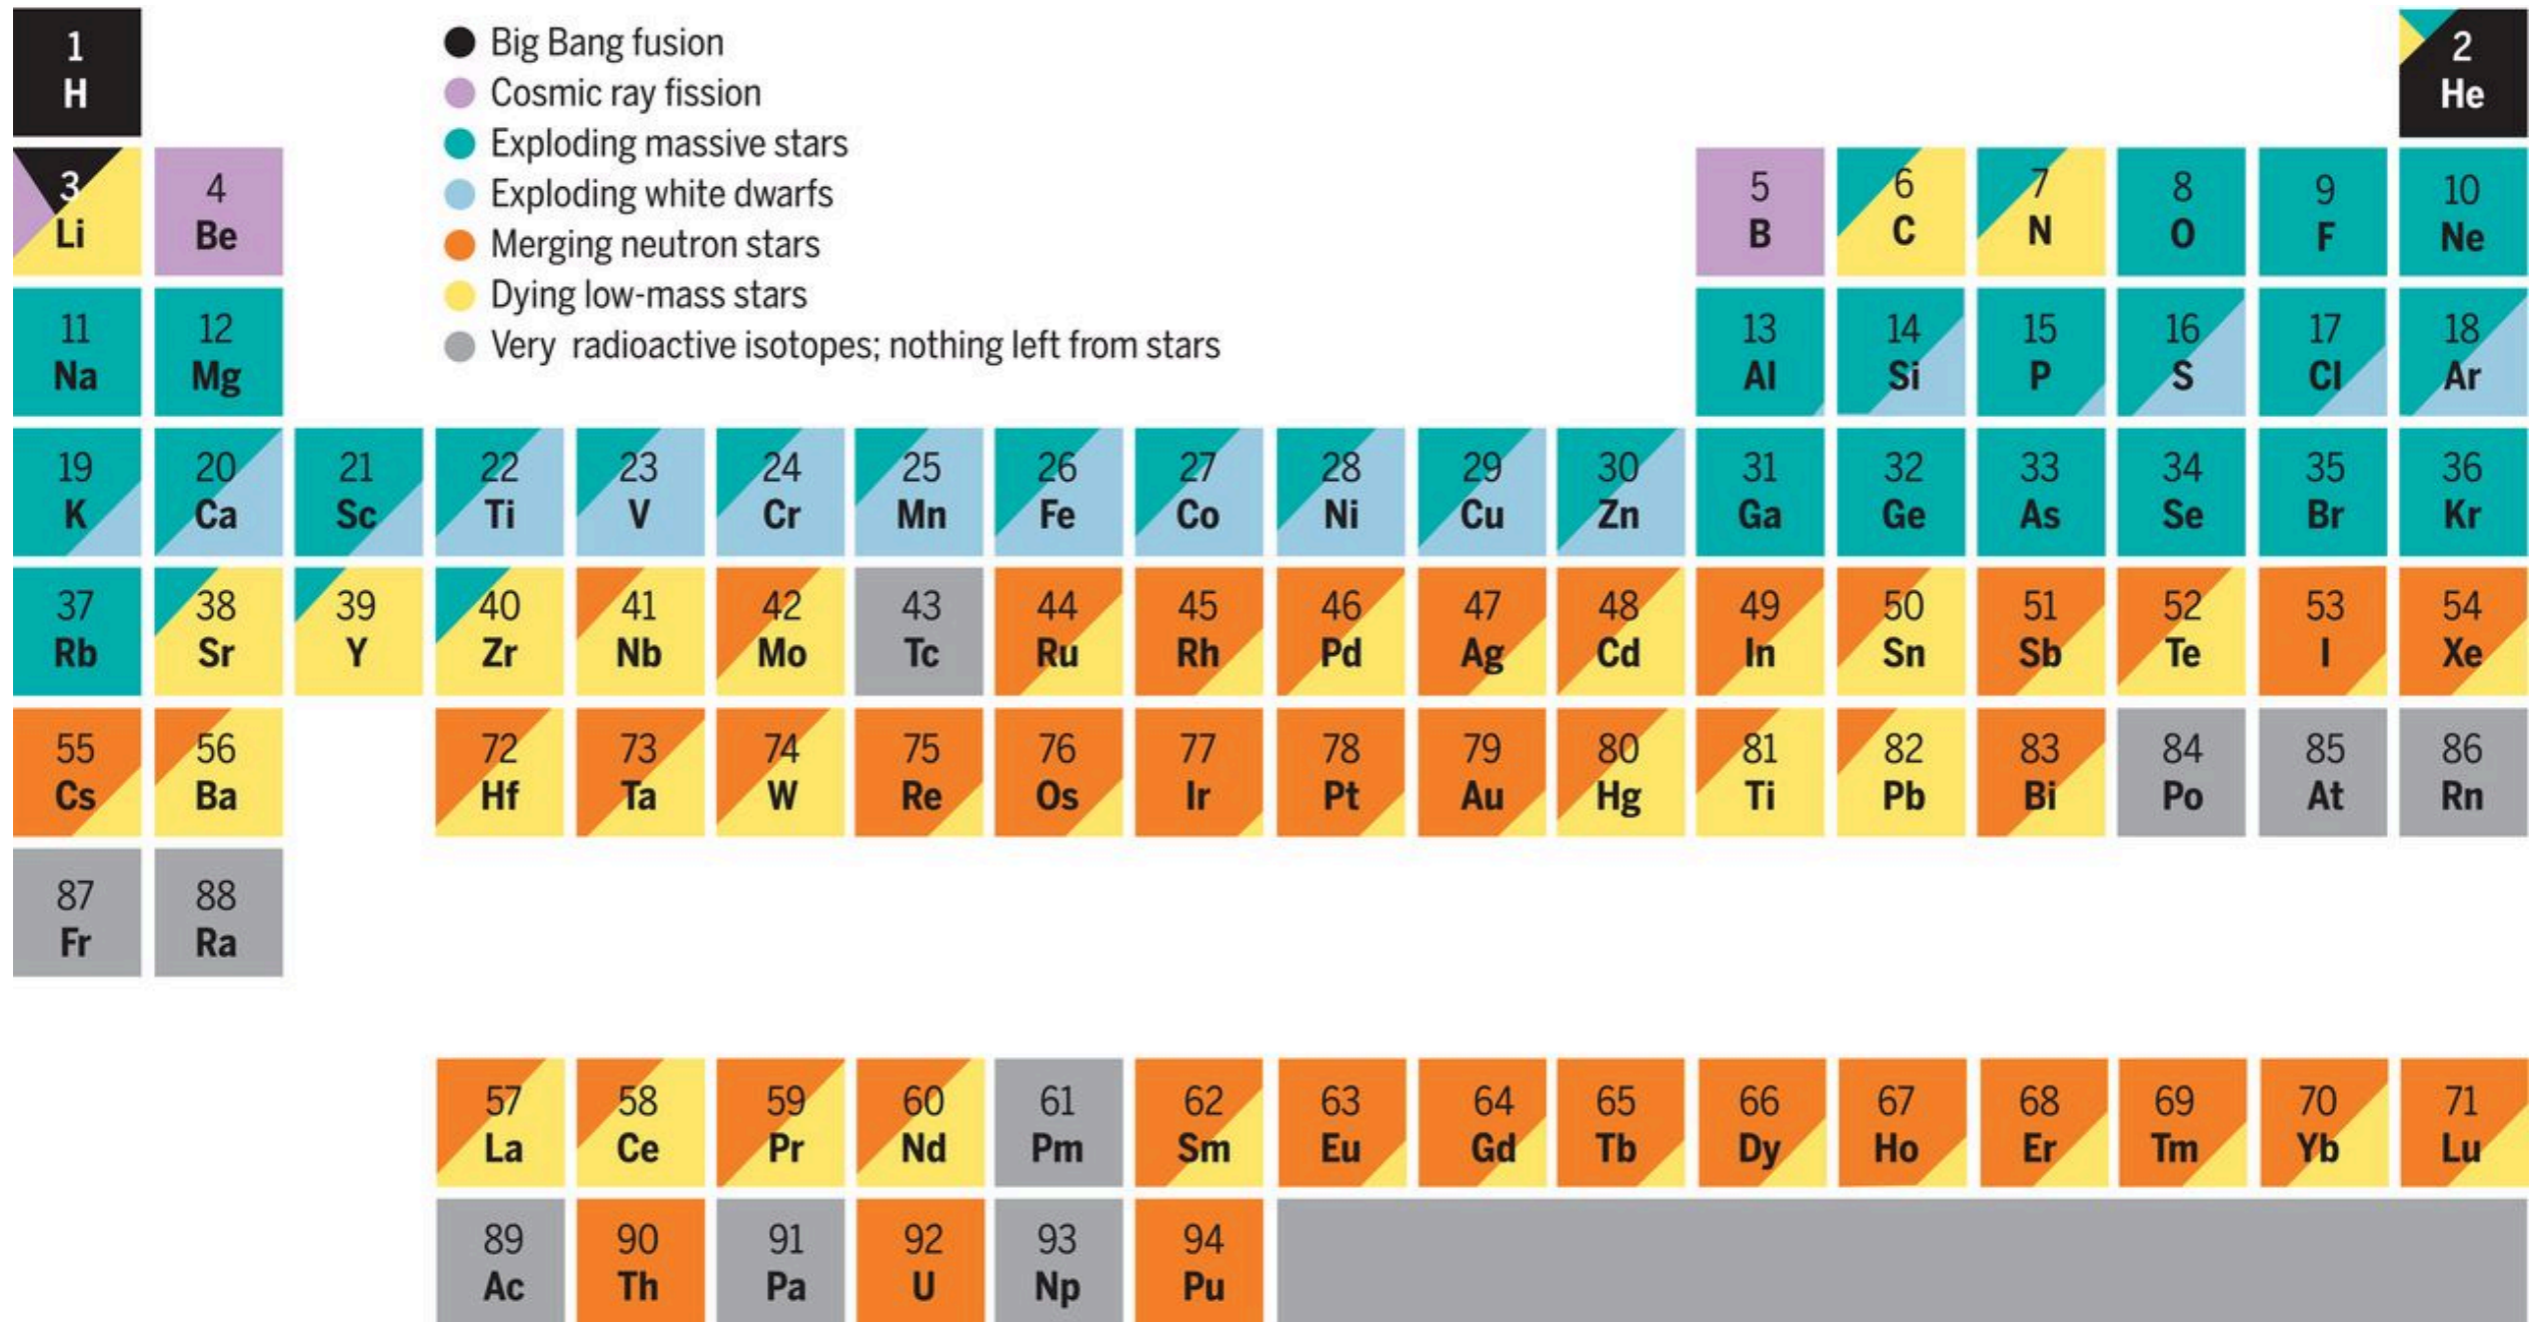 1
H
Big Bang fusion
Cosmic ray fission
Exploding massive stars
Exploding white dwarfs
Merging neutron stars
Dying low-mass stars
Very radioactive isotopes; nothing left from stars
2
He
3 4 5 6 7 8 9 10
Li Be B C N O F Ne
11 12 13 14 15 16 17 18
Na Mg Al Si P S Cl Ar
19 20 21 22 23 24 25 26 27 28 29 30 31 32 33 34 35 36
K Ca Sc Ti V Cr Mn Fe Co Ni Cu Zn Ga Ge As Se Br Kr
37 38 39 40 41 42 43 44 45 46 47 48 49 50 51 52 53 54
Rb Sr Y Zr Nb Mo Tc Ru Rh Pd Ag Cd In Sn Sb Te I Xe
55 56 72 73 74 75 76 77 78 79 80 81 82 83 84 85 86
Cs Ba Hf Ta W Re Os Ir Pt Au Hg Ti Pb Bi Po At Rn
87 88
Fr Ra
57 58 59 60 61 62 63 64 65 66 67 68 69 70 71
La Ce Pr Nd Pm Sm Eu Gd Tb Dy Ho Er Tm Yb Lu
89 90 91 92 93 94
Ac Th Pa U Np Pu